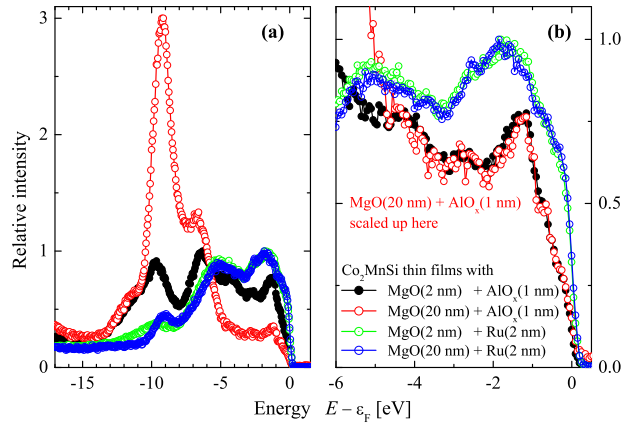 (a)
(b)
Relative intensity
3
2
1
0
1.0
0.5
0.0
MgO(20 nm) + AlOₓ(1 nm)
scaled up here
Co₂MnSi thin films with
MgO(2 nm) + AlOₓ(1 nm)
MgO(20 nm) + AlOₓ(1 nm)
MgO(2 nm) + Ru(2 nm)
MgO(20 nm) + Ru(2 nm)
-15 -10 -5 0 -6 -4 -2 0
Energy E – ε_F [eV]